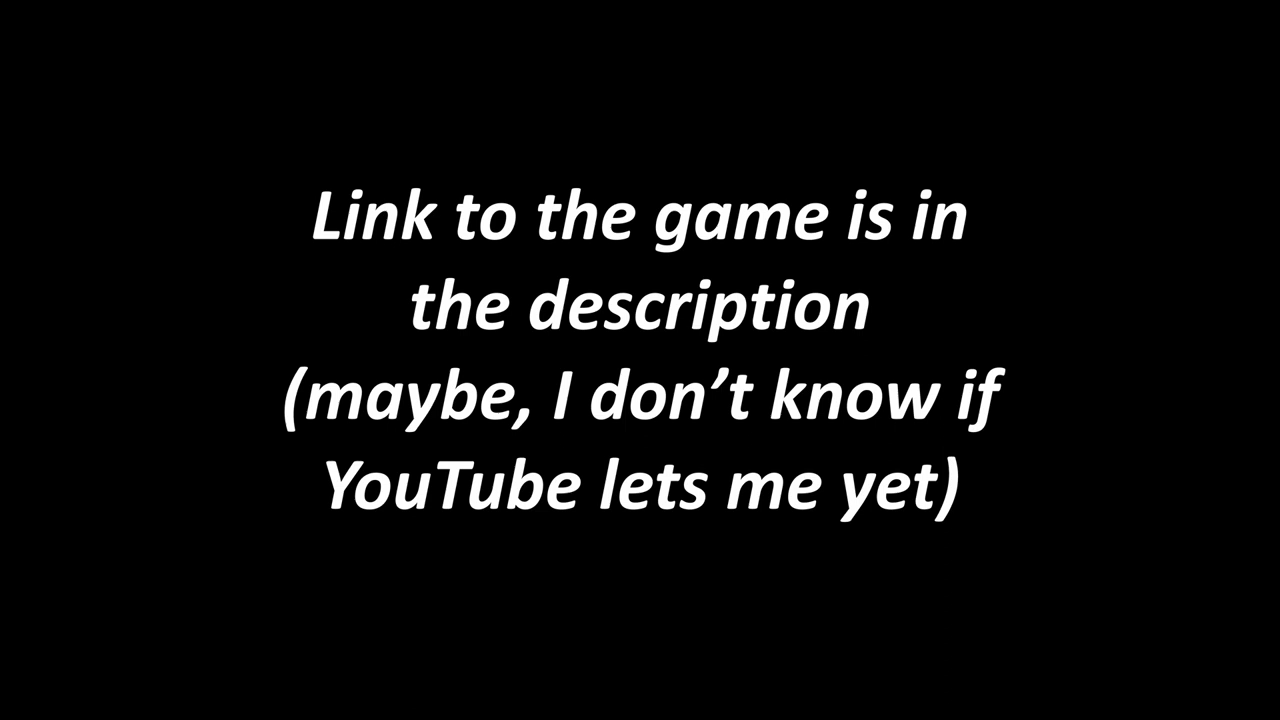 Link to the game is in
the description
(maybe, I don’t know if
YouTube lets me yet)